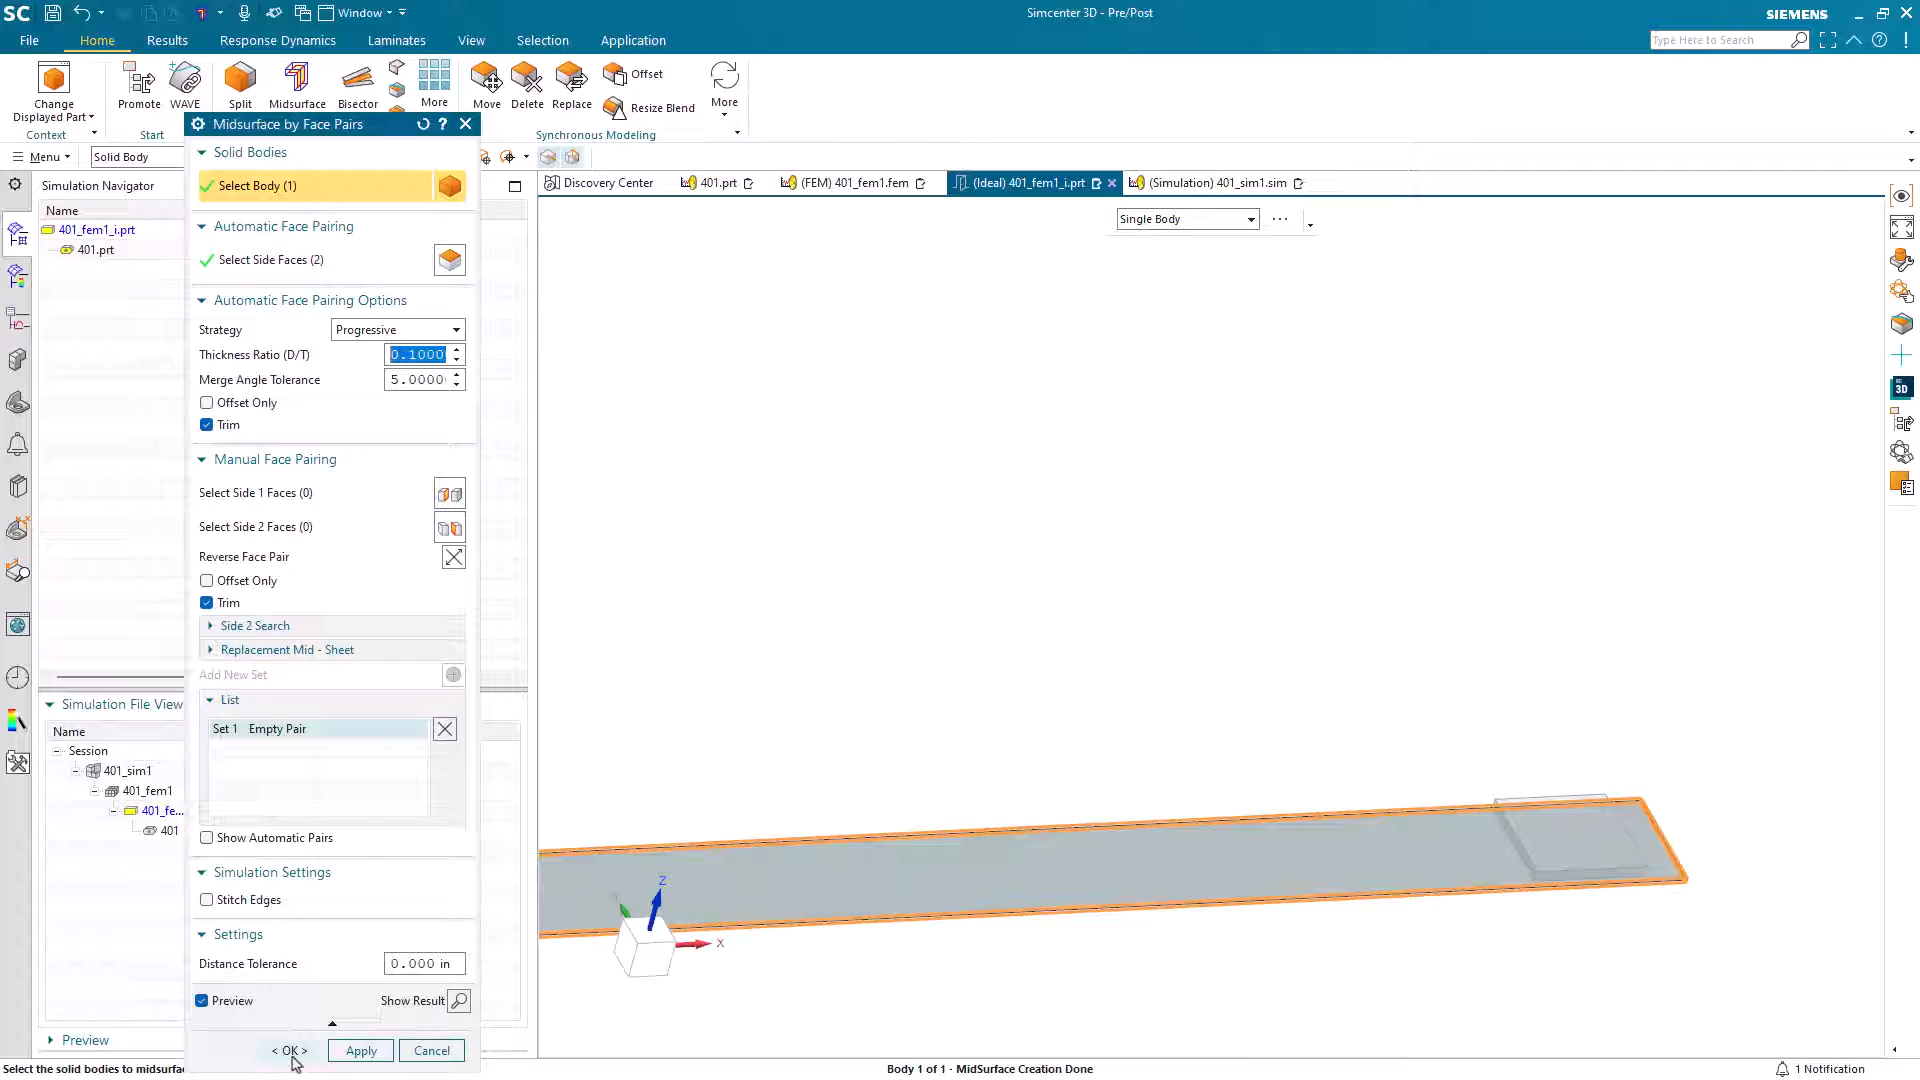 SC
Window
Simcenter 3D - Pre/Post
SIEMENS
File
Home
Results
Response Dynamics
Laminates
View
Selection
Application
Type Here to Search
Change
Displayed Part
Promote
WAVE
Split
Midsurface
Bisector
More
Move
Delete
Replace
Offset
Resize Blend
More
Context
Start
Synchronous Modeling
Menu
Solid Body
Midsurface by Face Pairs
Solid Bodies
Select Body (1)
Automatic Face Pairing
Select Side Faces (2)
Automatic Face Pairing Options
Strategy
Progressive
Thickness Ratio (D/T)
0.1000
Merge Angle Tolerance
5.0000
Offset Only
Trim
Manual Face Pairing
Select Side 1 Faces (0)
Select Side 2 Faces (0)
Reverse Face Pair
Offset Only
Trim
Side 2 Search
Replacement Mid - Sheet
Add New Set
List
Set 1 Empty Pair
Show Automatic Pairs
Simulation Settings
Stitch Edges
Settings
Distance Tolerance
0.000 in
Preview
Show Result
< OK >
Apply
Cancel
Simulation Navigator
Name
401_fem1_i.prt
401.prt
Simulation File View
Name
Session
401_sim1
401_fem1
401_fe...
401
Preview
Discovery Center
401.prt
(FEM) 401_fem1.fem
(Ideal) 401_fem1_i.prt
(Simulation) 401_sim1.sim
Single Body
Z
X
3D
Select the solid bodies to midsurfac
Body 1 of 1 - MidSurface Creation Done
1 Notification